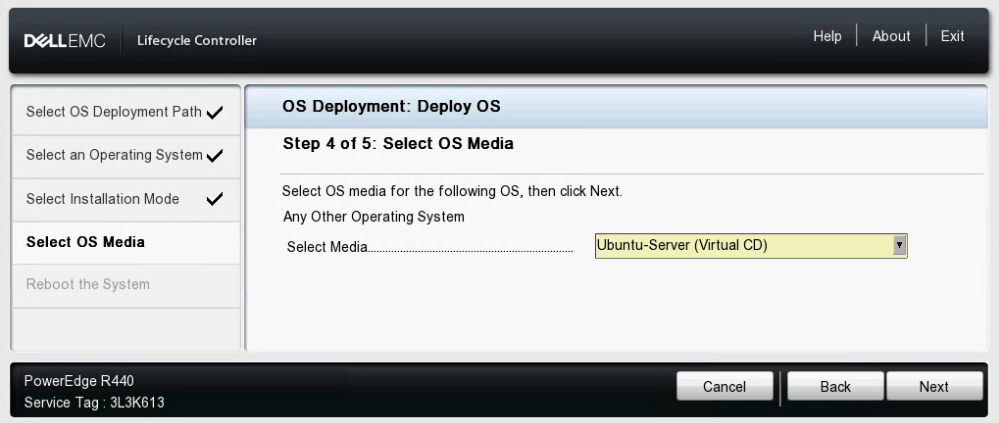 DELLEMC Lifecycle Controller Help About Exit
Select OS Deployment Path
Select an Operating System
Select Installation Mode
Select OS Media
Reboot the System
OS Deployment: Deploy OS
Step 4 of 5: Select OS Media
Select OS media for the following OS, then click Next.
Any Other Operating System
Select Media.................................................................... Ubuntu-Server (Virtual CD)
PowerEdge R440
Service Tag : 3L3K613
Cancel Back Next